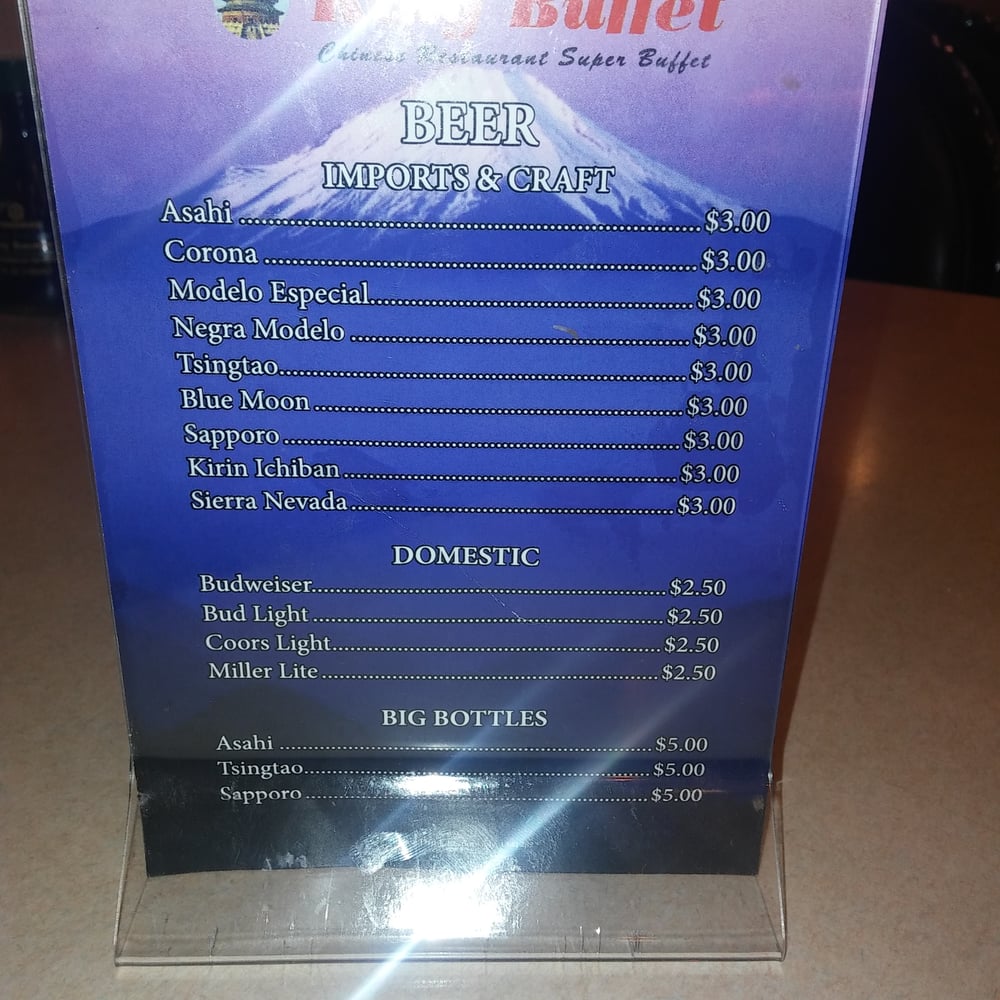 Buffet
Chinese Restaurant Super Buffet
BEER
IMPORTS & CRAFT
Asahi ........ $3.00
Corona ........ $3.00
Modelo Especial........ $3.00
Negra Modelo ........ $3.00
Tsingtao........ $3.00
Blue Moon ........ $3.00
Sapporo ........ $3.00
Kirin Ichiban ........ $3.00
Sierra Nevada ........ $3.00
DOMESTIC
Budweiser........ $2.50
Bud Light ........ $2.50
Coors Light........ $2.50
Miller Lite ........ $2.50
BIG BOTTLES
Asahi ........ $5.00
Tsingtao........ $5.00
Sapporo ........ $5.00